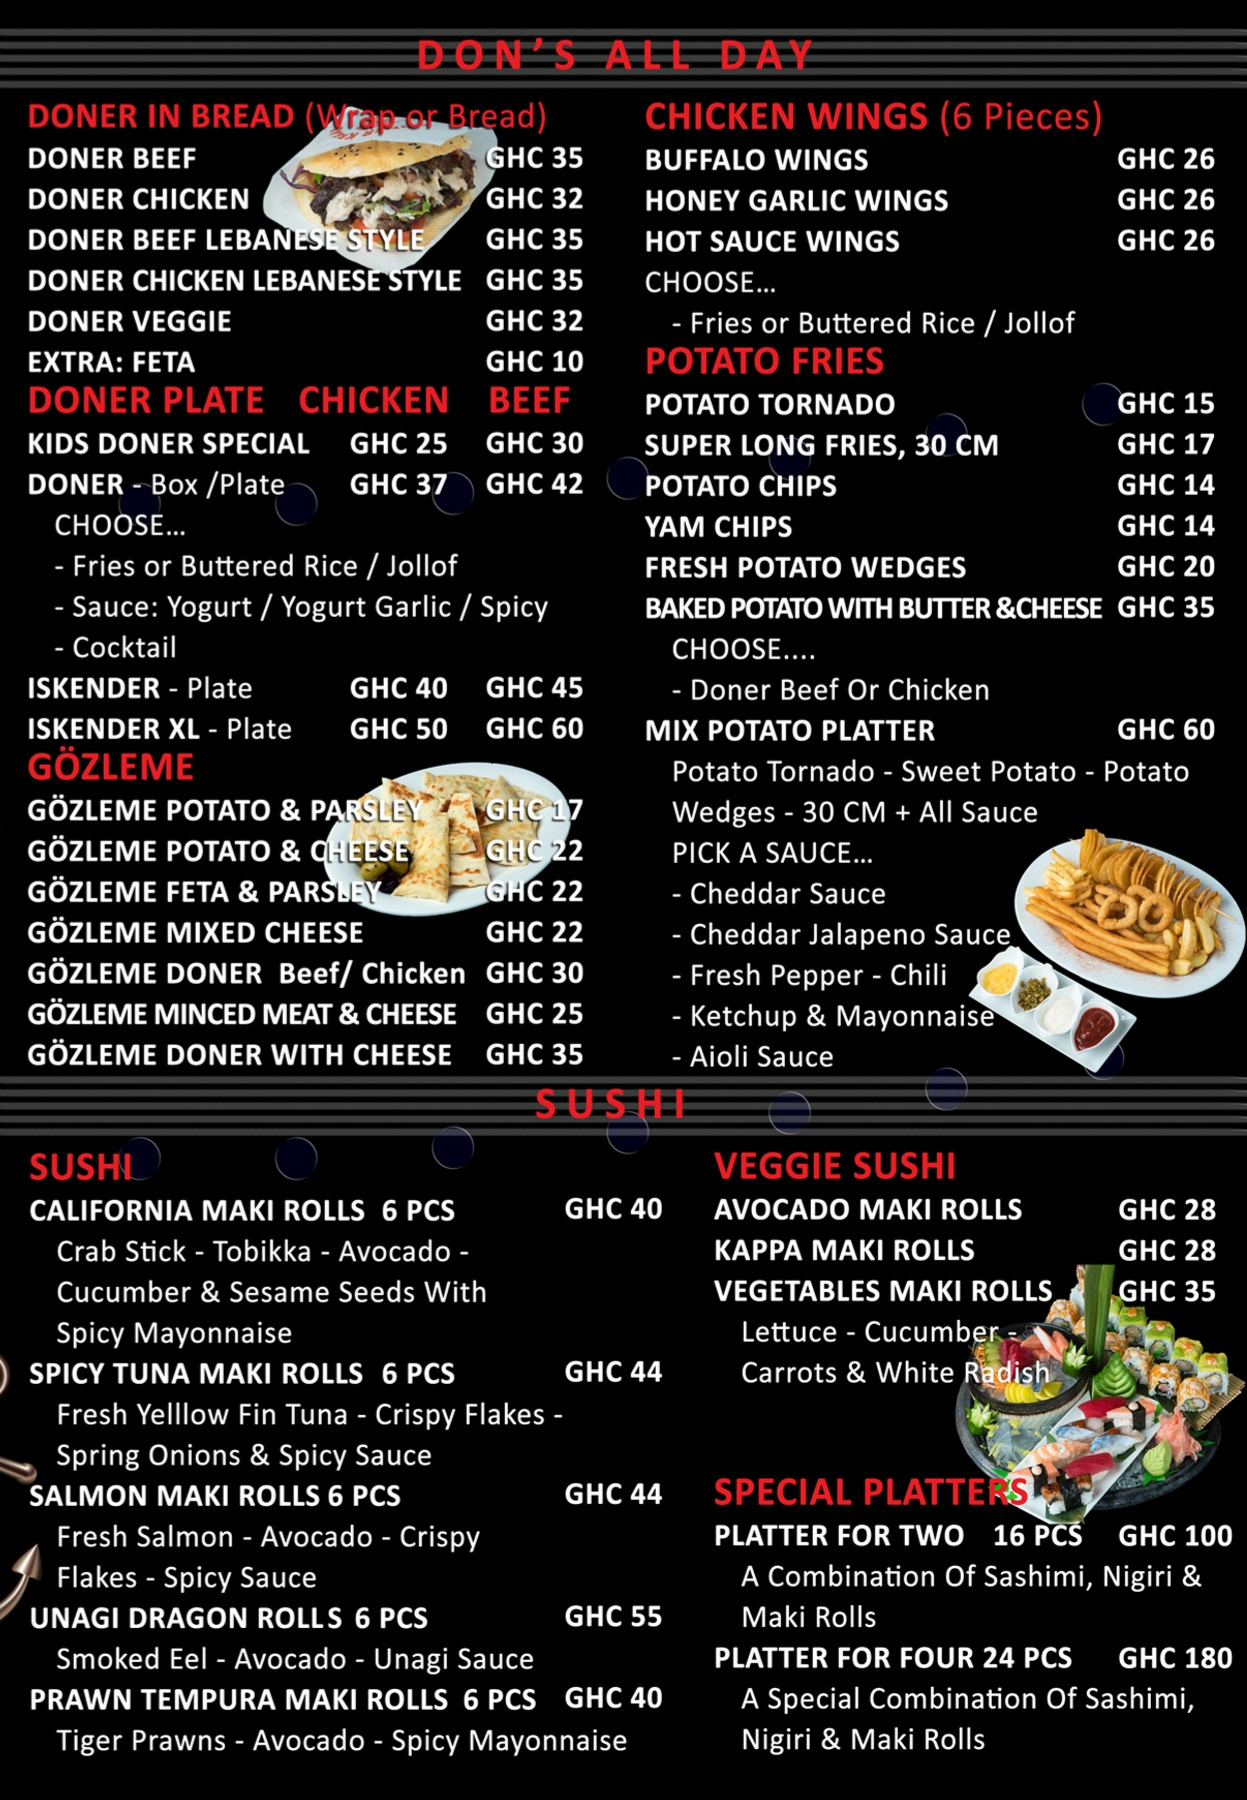 DON'S ALL DAY
DONER IN BREAD (Wrap or Bread)
DONER BEEF GHC 35
DONER CHICKEN GHC 32
DONER BEEF LEBANESE STYLE GHC 35
DONER CHICKEN LEBANESE STYLE GHC 35
DONER VEGGIE GHC 32
EXTRA: FETA GHC 10
DONER PLATE CHICKEN BEEF
KIDS DONER SPECIAL GHC 25 GHC 30
DONER - Box /Plate GHC 37 GHC 42
CHOOSE...
- Fries or Buttered Rice / Jollof
- Sauce: Yogurt / Yogurt Garlic / Spicy
- Cocktail
ISKENDER - Plate GHC 40 GHC 45
ISKENDER XL - Plate GHC 50 GHC 60
GÖZLEME
GÖZLEME POTATO & PARSLEY GHC 17
GÖZLEME POTATO & CHEESE GHC 22
GÖZLEME FETA & PARSLEY GHC 22
GÖZLEME MIXED CHEESE GHC 22
GÖZLEME DONER Beef/ Chicken GHC 30
GÖZLEME MINCED MEAT & CHEESE GHC 25
GÖZLEME DONER WITH CHEESE GHC 35
CHICKEN WINGS (6 Pieces)
BUFFALO WINGS GHC 26
HONEY GARLIC WINGS GHC 26
HOT SAUCE WINGS GHC 26
CHOOSE...
- Fries or Buttered Rice / Jollof
POTATO FRIES
POTATO TORNADO GHC 15
SUPER LONG FRIES, 30 CM GHC 17
POTATO CHIPS GHC 14
YAM CHIPS GHC 14
FRESH POTATO WEDGES GHC 20
BAKED POTATO WITH BUTTER &CHEESE GHC 35
CHOOSE....
- Doner Beef Or Chicken
MIX POTATO PLATTER GHC 60
Potato Tornado - Sweet Potato - Potato
Wedges - 30 CM + All Sauce
PICK A SAUCE...
- Cheddar Sauce
- Cheddar Jalapeno Sauce
- Fresh Pepper - Chili
- Ketchup & Mayonnaise
- Aioli Sauce
SUSHI
SUSHI
CALIFORNIA MAKI ROLLS 6 PCS GHC 40
Crab Stick - Tobikka - Avocado -
Cucumber & Sesame Seeds With
Spicy Mayonnaise
SPICY TUNA MAKI ROLLS 6 PCS GHC 44
Fresh Yelllow Fin Tuna - Crispy Flakes -
Spring Onions & Spicy Sauce
SALMON MAKI ROLLS 6 PCS GHC 44
Fresh Salmon - Avocado - Crispy
Flakes - Spicy Sauce
UNAGI DRAGON ROLLS 6 PCS GHC 55
Smoked Eel - Avocado - Unagi Sauce
PRAWN TEMPURA MAKI ROLLS 6 PCS GHC 40
Tiger Prawns - Avocado - Spicy Mayonnaise
VEGGIE SUSHI
AVOCADO MAKI ROLLS GHC 28
KAPPA MAKI ROLLS GHC 28
VEGETABLES MAKI ROLLS GHC 35
Lettuce - Cucumber -
Carrots & White Radish
SPECIAL PLATTERS
PLATTER FOR TWO 16 PCS GHC 100
A Combination Of Sashimi, Nigiri &
Maki Rolls
PLATTER FOR FOUR 24 PCS GHC 180
A Special Combination Of Sashimi,
Nigiri & Maki Rolls